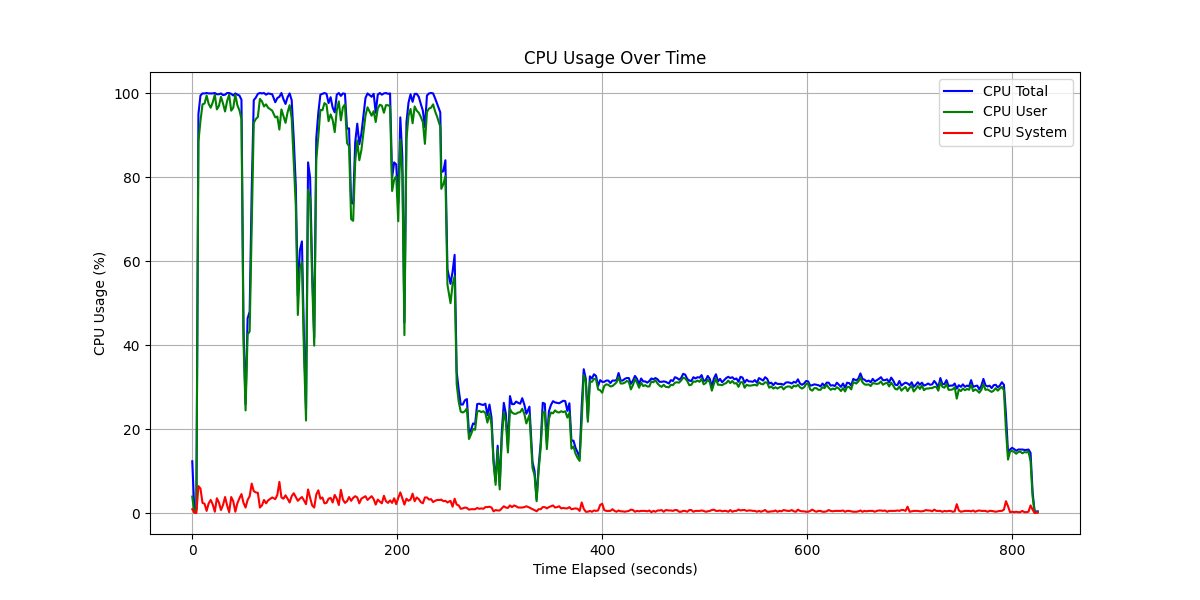 CPU Usage Over Time
CPU Total
CPU User
CPU System
CPU Usage (%)
100
80
60
40
20
0
0 200 400 600 800
Time Elapsed (seconds)